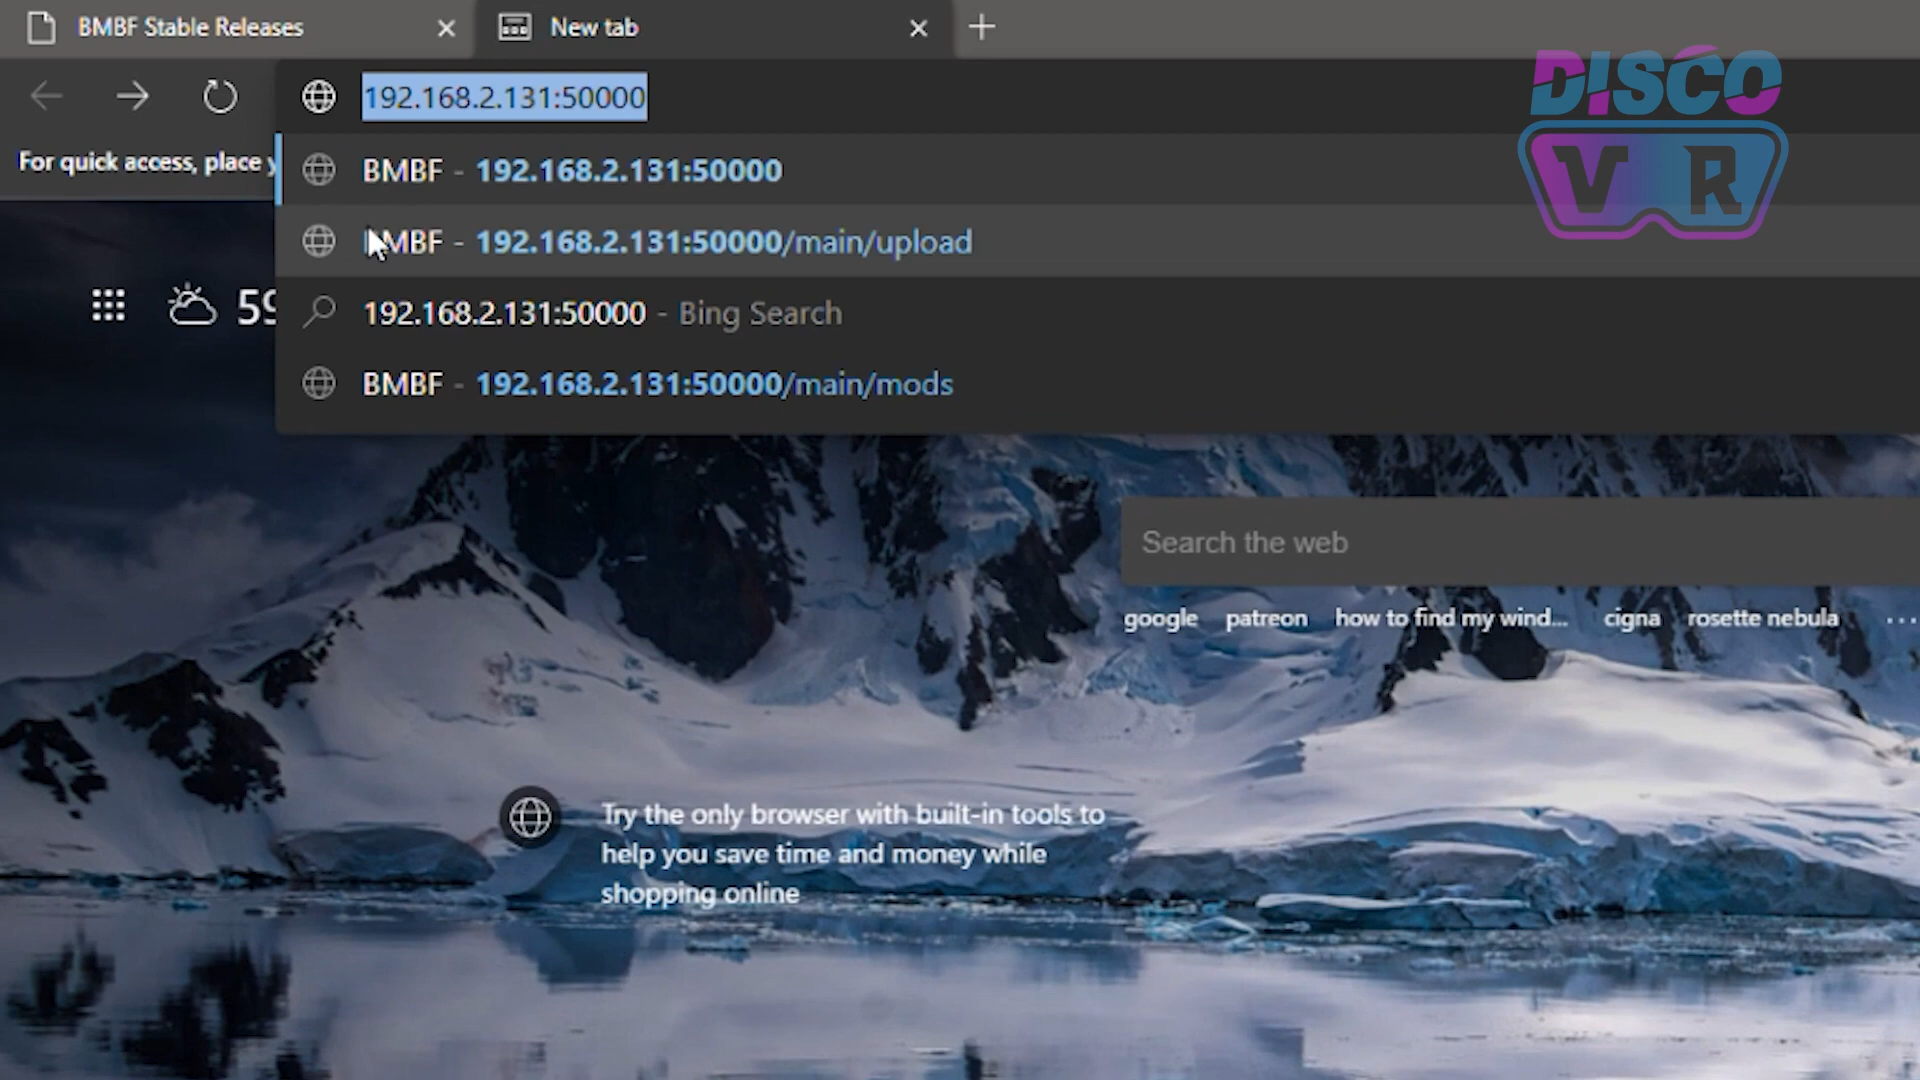 BMBF Stable Releases
New tab
DISCO
VR
192.168.2.131:50000
For quick access, place y
BMBF - 192.168.2.131:50000
BMBF - 192.168.2.131:50000/main/upload
59
192.168.2.131:50000 - Bing Search
BMBF - 192.168.2.131:50000/main/mods
Search the web
google patreon how to find my wind... cigna rosette nebula ...
Try the only browser with built-in tools to
help you save time and money while
shopping online